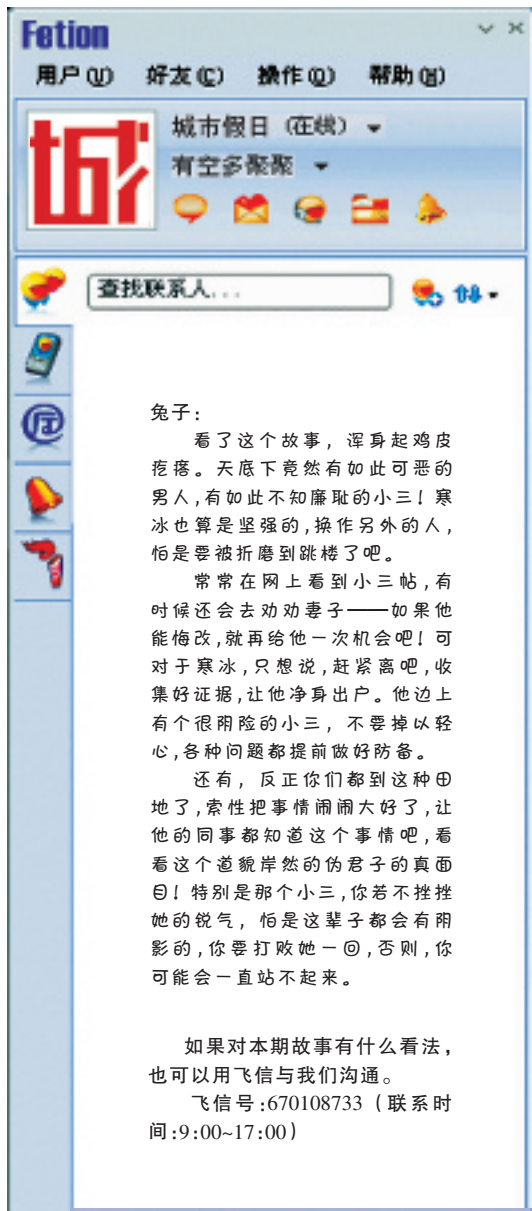 Fetion
用户(U) 好友(C) 操作(O) 帮助(H)
城市假日（在线）
有空多聚聚
查找联系人...
兔子：
看了这个故事，浑身起鸡皮
疙瘩。天底下竟然有如此可恶的
男人，有如此不知廉耻的小三！寒
冰也算是坚强的，换作另外的人，
怕是要被折磨到跳楼了吧。
常常在网上看到小三帖，有
时候还会去劝劝妻子——如果他
能悔改，就再给他一次机会吧！可
对于寒冰，只想说，赶紧离吧，收
集好证据，让他净身出户。他边上
有个很阴险的小三，不要掉以轻
心，各种问题都提前做好防备。
还有，反正你们都到这种田
地了，索性把事情闹闹大好了，让
他的同事都知道这个事情吧，看
看这个道貌岸然的伪君子的真面
目！特别是那个小三，你若不挫挫
她的锐气，怕是这辈子都会有阴
影的，你要打败她一回，否则，你
可能会一直站不起来。
如果对本期故事有什么看法，
也可以用飞信与我们沟通。
飞信号：670108733（联系时
间：9：00~17：00）